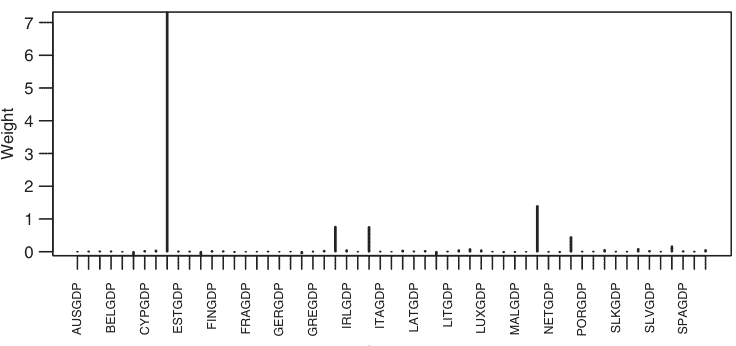 Weight
7
6
5
4
3
2
1
0
AUSGDP
BELGDP
CYPGDP
ESTGDP
FINGDP
FRAGDP
GERGDP
GREGDP
IRLGDP
ITAGDP
LATGDP
LITGDP
LUXGDP
MALGDP
NETGDP
PORGDP
SLKGDP
SLVGDP
SPAGDP